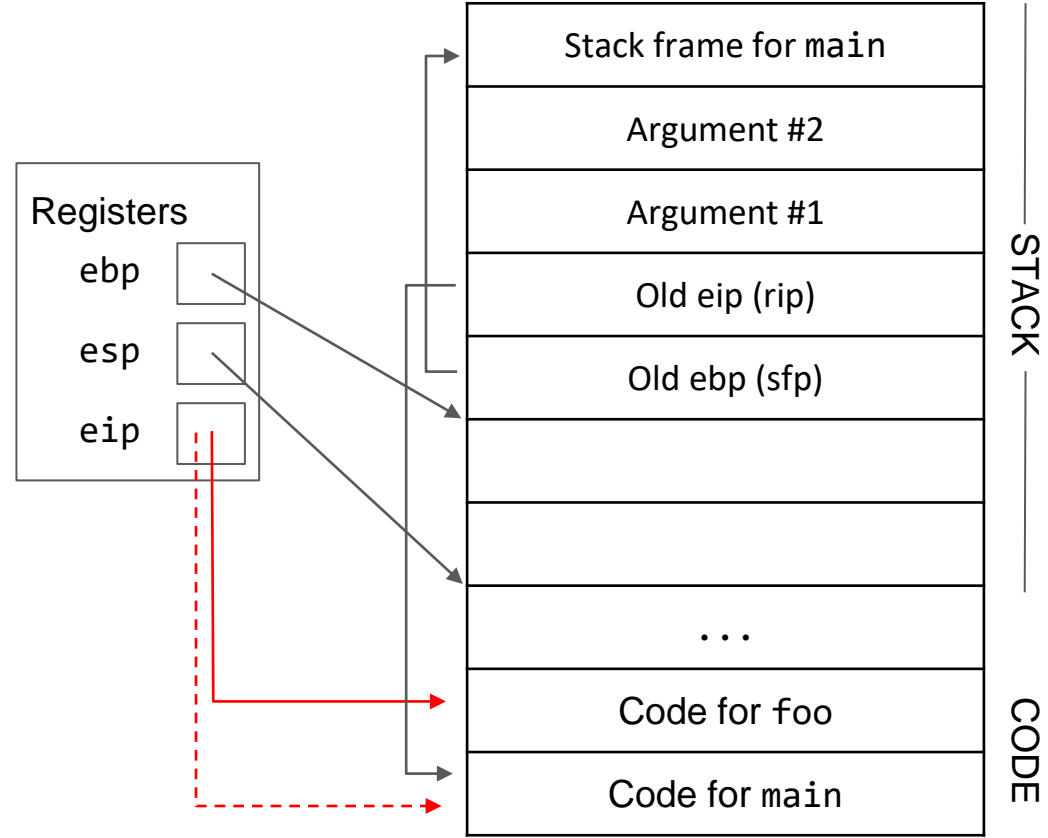 Registers
ebp
esp
eip
Stack frame for main
Argument #2
Argument #1
Old eip (rip)
Old ebp (sfp)
...
Code for foo
Code for main
STACK
CODE